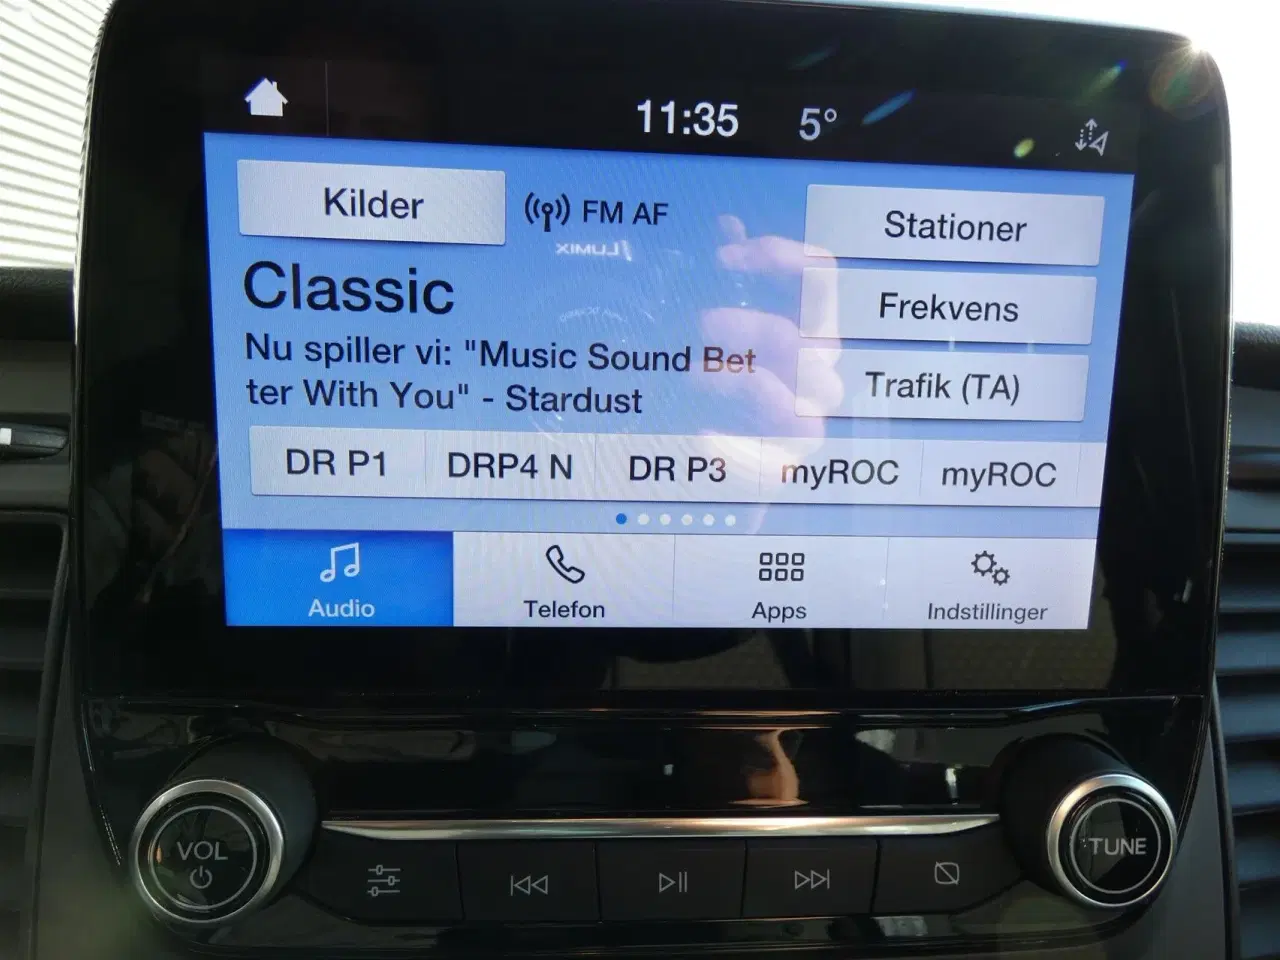 11:35 5°
Kilder
FM AF
Stationer
LUMIX
Classic
Frekvens
Nu spiller vi: "Music Sound Bet
ter With You" - Stardust
Trafik (TA)
DR P1 DRP4 N DR P3 myROC myROC
Audio Telefon Apps Indstillinger
VOL
TUNE